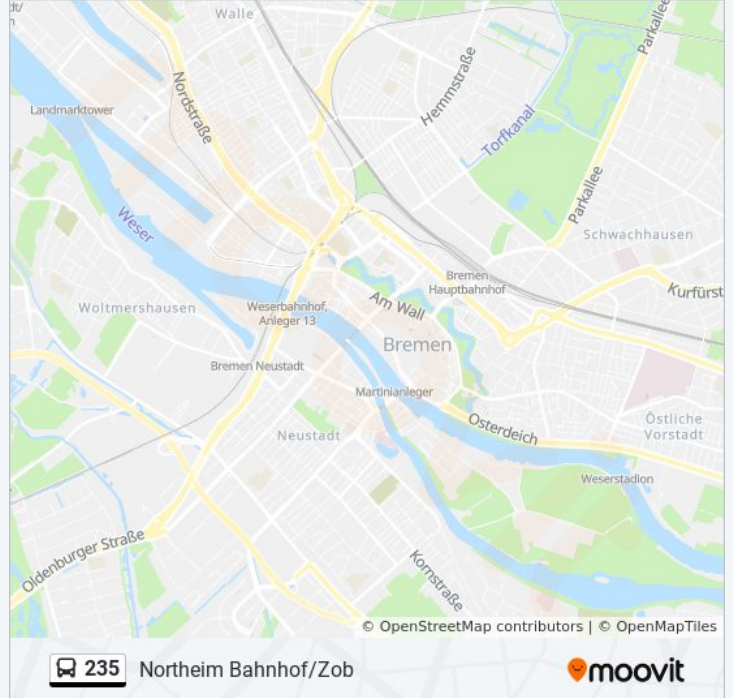 Walle
Parkallee
Hemmstraße
Nordstraße
Landmarktower
Torfkanal
Parkallee
Weser
Schwachhausen
Bremen
Hauptbahnhof
Kurfürst
Woltmershausen
Weserbahnhof,
Anleger 13
Am Wall
Bremen
Bremen Neustadt
Martinianleger
Neustadt
Osterdeich
Östliche
Vorstadt
Weserstadion
Oldenburger Straße
Kornstraße
© OpenStreetMap contributors | © OpenMapTiles
235 Northeim Bahnhof/Zob
moovit